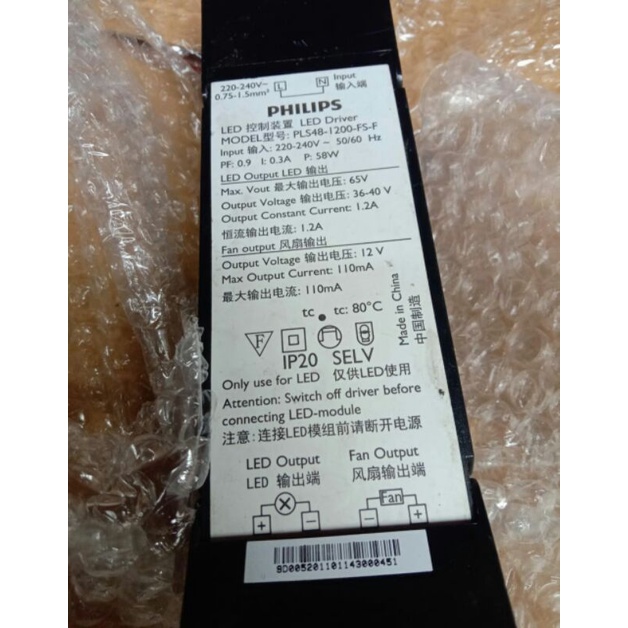 220-240V~
0.75-1.5mm²
L N
Input
输入端
PHILIPS
LED 控制装置 LED Driver
MODEL型号: PLS48-1200-FS-F
Input 输入: 220-240V ~ 50/60 Hz
PF: 0.9 I: 0.3A P: 58W
LED Output LED 输出
Max. Vout 最大输出电压: 65V
Output Voltage 输出电压: 36-40 V
Output Constant Current: 1.2A
恒流输出电流: 1.2A
Fan output 风扇输出
Output Voltage 输出电压: 12 V
Max Output Current: 110mA
最大输出电流: 110mA
Made in China
中国制造
tc tc: 80°C
F
IP20 SELV
Only use for LED 仅供LED使用
Attention: Switch off driver before
connecting LED-module
注意:连接LED模组前请断开电源
LED Output
LED 输出端
Fan Output
风扇输出端
Fan
+ − − +
9D005201101143000451